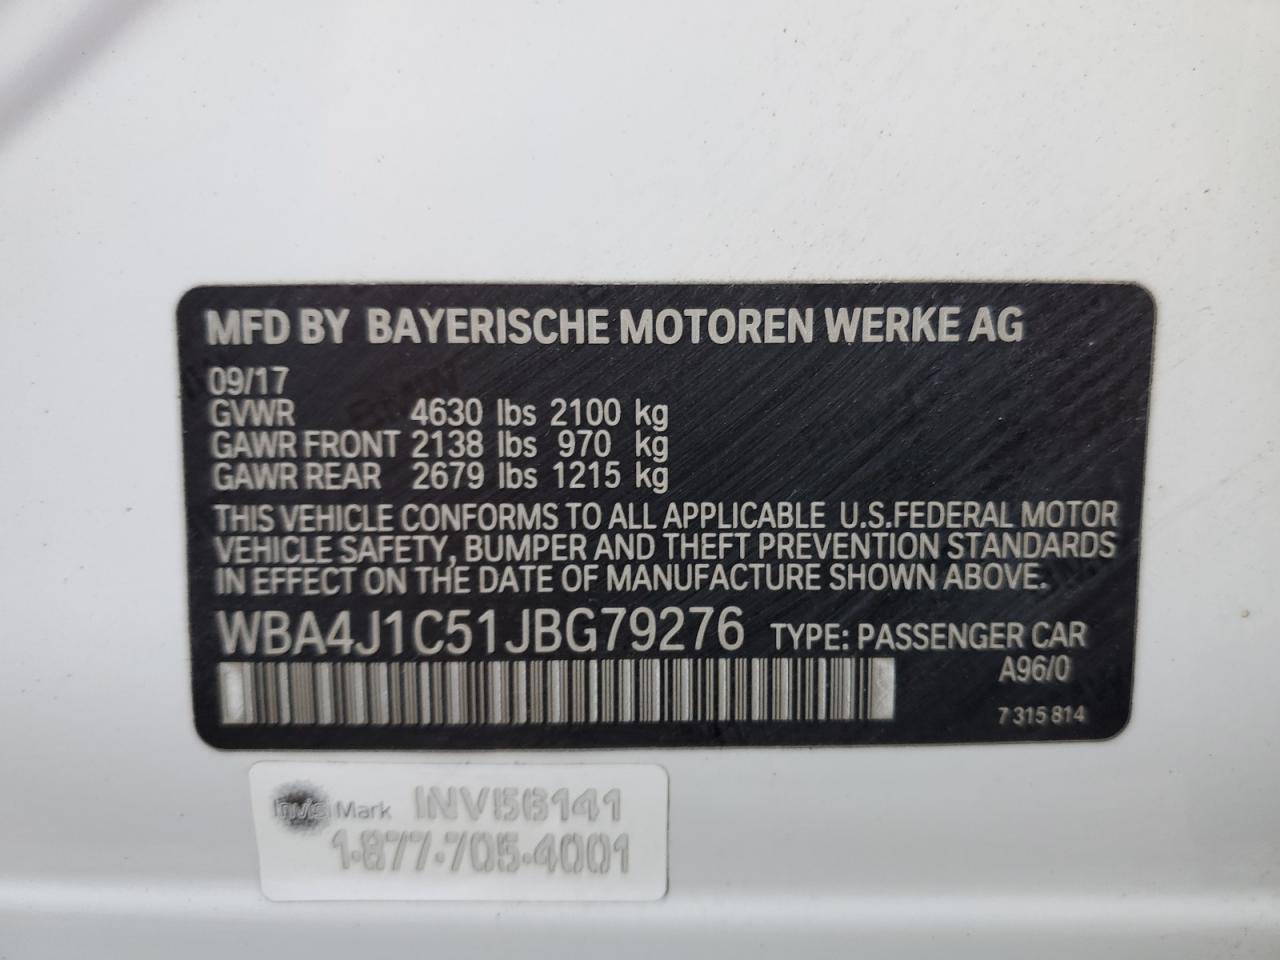 MFD BY BAYERISCHE MOTOREN WERKE AG
09/17
GVWR 4630 lbs 2100 kg
GAWR FRONT 2138 lbs 970 kg
GAWR REAR 2679 lbs 1215 kg
THIS VEHICLE CONFORMS TO ALL APPLICABLE U.S.FEDERAL MOTOR
VEHICLE SAFETY, BUMPER AND THEFT PREVENTION STANDARDS
IN EFFECT ON THE DATE OF MANUFACTURE SHOWN ABOVE.
WBA4J1C51JBG79276 TYPE: PASSENGER CAR
A96/0
7 315 814
Invis Mark INV56141
1-877-705-4001